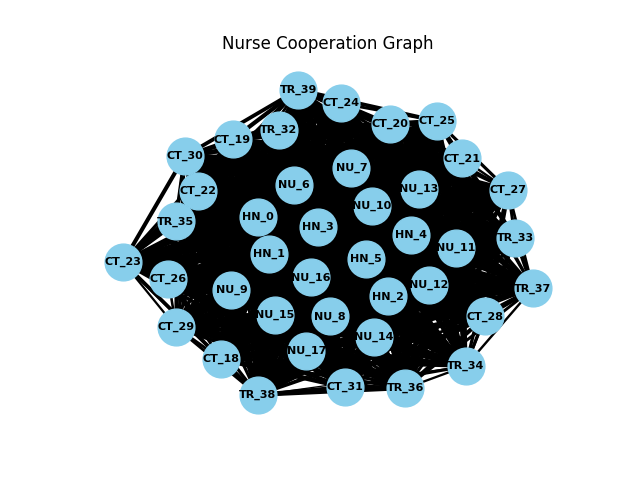 Nurse Cooperation Graph
TR_39
CT_24
CT_20
CT_25
TR_32
CT_19
CT_30
CT_21
NU_7
NU_6
NU_13
CT_27
CT_22
NU_10
HN_0
TR_35
HN_3
HN_4
TR_33
NU_11
HN_1
HN_5
CT_23
NU_16
CT_26
NU_12
TR_37
NU_9
HN_2
NU_15
NU_8
CT_28
CT_29
NU_14
NU_17
CT_18
TR_34
CT_31
TR_36
TR_38